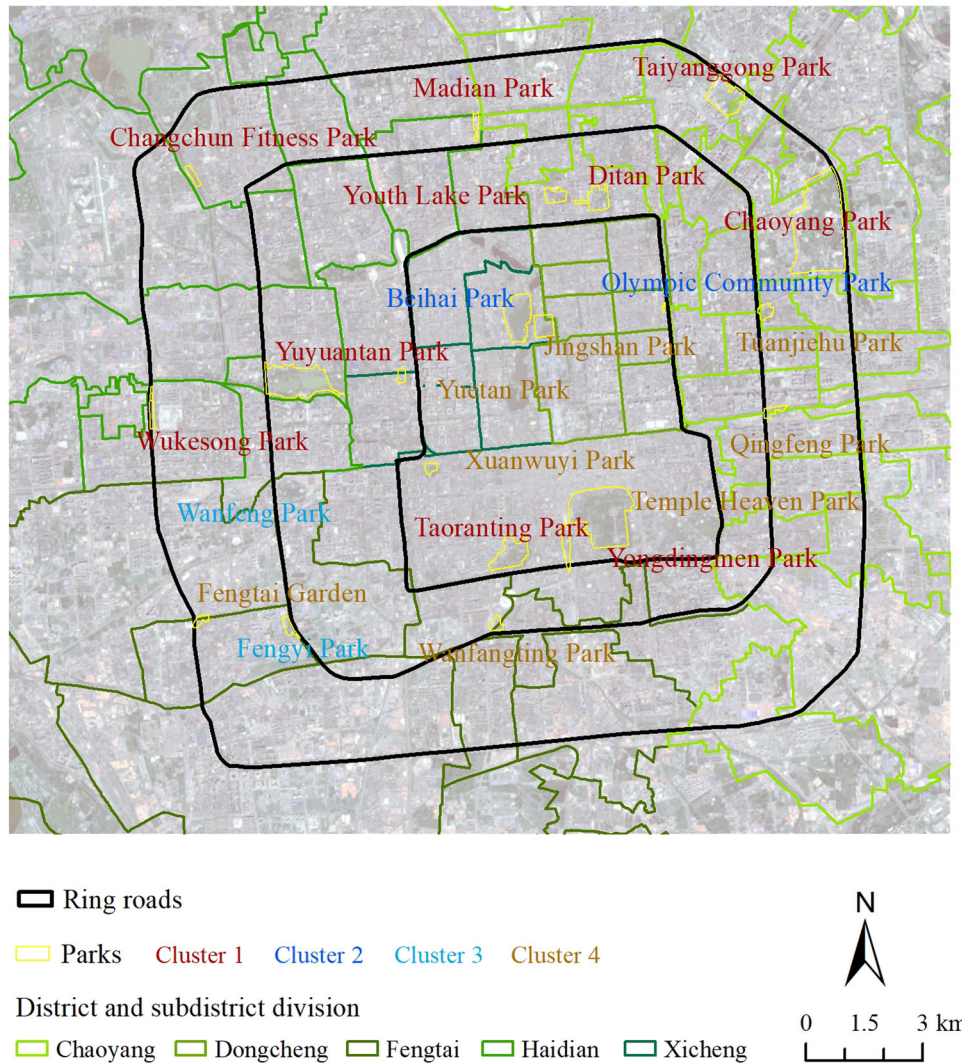 Taiyanggong Park
Madian Park
Changchun Fitness Park
Ditan Park
Youth Lake Park
Chaoyang Park
Olympic Community Park
Beihai Park
Jingshan Park
Tuanjiehu Park
Yuyuantan Park
Yuetan Park
Wukesong Park
Qingfeng Park
Xuanwuyi Park
Temple Heaven Park
Wanfeng Park
Taoranting Park
Yongdingmen Park
Fengtai Garden
Fengyi Park
Wanfangting Park
Ring roads
Parks Cluster 1 Cluster 2 Cluster 3 Cluster 4
District and subdistrict division
Chaoyang Dongcheng Fengtai Haidian Xicheng
N
0 1.5 3 km